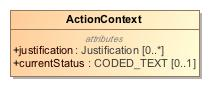 ActionContext
attributes
+justification : Justification [0..*]
+currentStatus : CODED_TEXT [0..1]